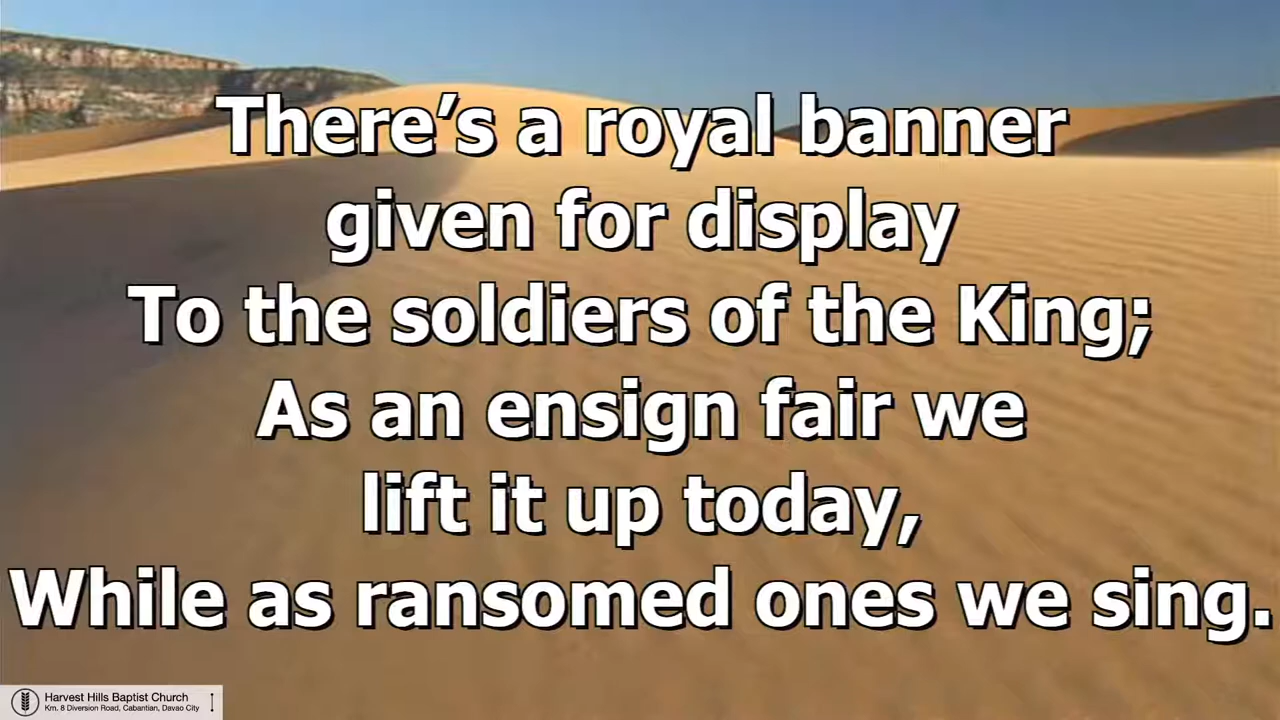 There’s a royal banner
given for display
To the soldiers of the King;
As an ensign fair we
lift it up today,
While as ransomed ones we sing.
Harvest Hills Baptist Church
Km. 8 Diversion Road, Cabantian, Davao City